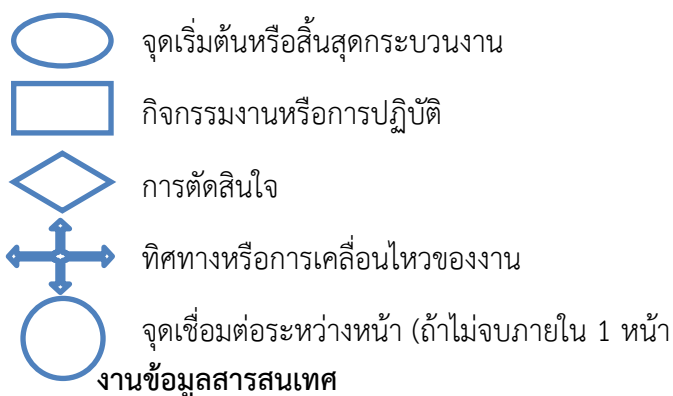 จุดเริ่มต้นหรือสิ้นสุดกระบวนงาน
กิจกรรมงานหรือการปฏิบัติ
การตัดสินใจ
ทิศทางหรือการเคลื่อนไหวของงาน
จุดเชื่อมต่อระหว่างหน้า (ถ้าไม่จบภายใน 1 หน้า
งานข้อมูลสารสนเทศ